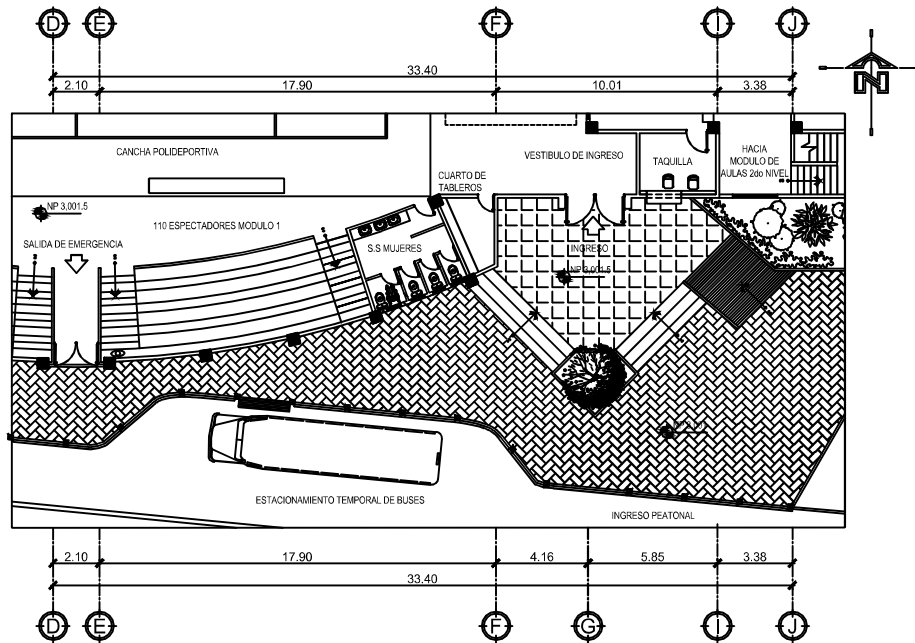 D E F I J
33.40
2.10 17.90 10.01 3.38
N
CANCHA POLIDEPORTIVA
VESTIBULO DE INGRESO
TAQUILLA
HACIA
MODULO DE
AULAS 2do NIVEL
CUARTO DE
TABLEROS
NP 3,001.5
110 ESPECTADORES MODULO 1
SALIDA DE EMERGENCIA
S.S MUJERES
INGRESO
NP 3,001.5
ESTACIONAMIENTO TEMPORAL DE BUSES
INGRESO PEATONAL
2.10 17.90 4.16 5.85 3.38
33.40
D E F G I J